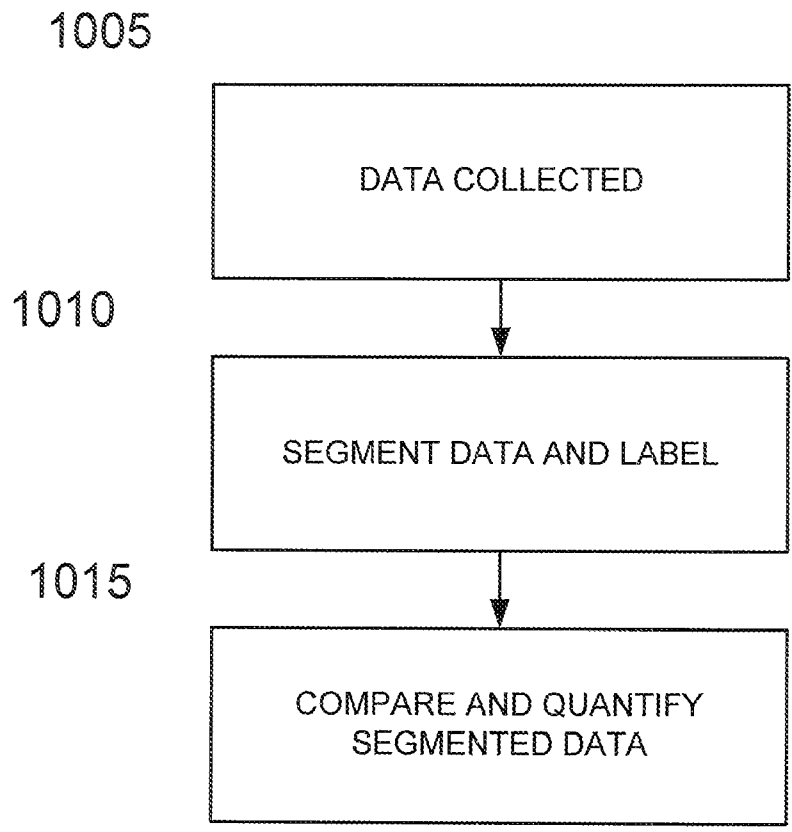 1005
DATA COLLECTED
1010
SEGMENT DATA AND LABEL
1015
COMPARE AND QUANTIFY
SEGMENTED DATA